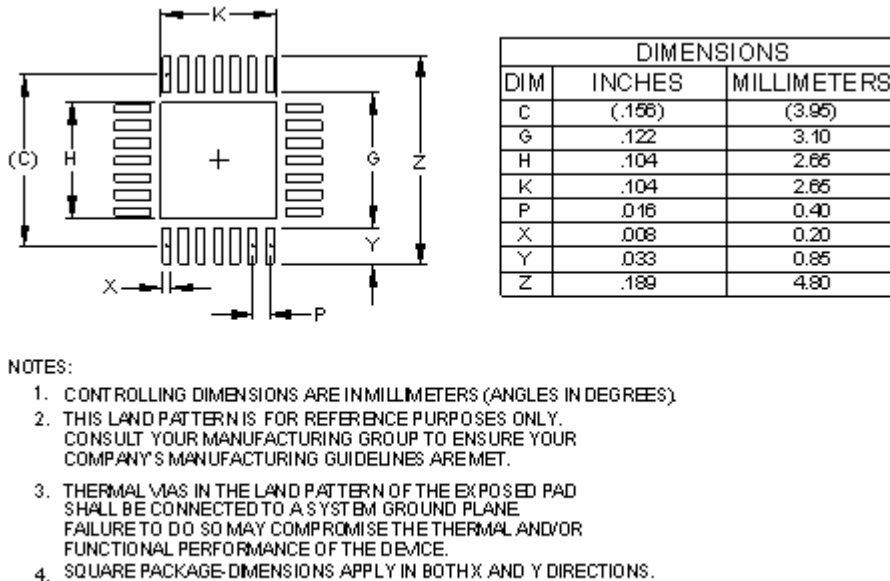 K
(C) H G Z
Y
X
P
DIMENSIONS
DIM INCHES MILLIMETERS
C (.156) (3.95)
G .122 3.10
H .104 2.65
K .104 2.65
P .016 0.40
X .008 0.20
Y .033 0.85
Z .189 4.80
NOTES:
1. CONTROLLING DIMENSIONS ARE IN MILLIMETERS (ANGLES IN DEGREES).
2. THIS LAND PATTERN IS FOR REFERENCE PURPOSES ONLY.
CONSULT YOUR MANUFACTURING GROUP TO ENSURE YOUR
COMPANY'S MANUFACTURING GUIDELINES ARE MET.
3. THERMAL VIAS IN THE LAND PATTERN OF THE EXPOSED PAD
SHALL BE CONNECTED TO A SYSTEM GROUND PLANE.
FAILURE TO DO SO MAY COMPROMISE THE THERMAL AND/OR
FUNCTIONAL PERFORMANCE OF THE DEVICE.
4. SQUARE PACKAGE-DIMENSIONS APPLY IN BOTH X AND Y DIRECTIONS.